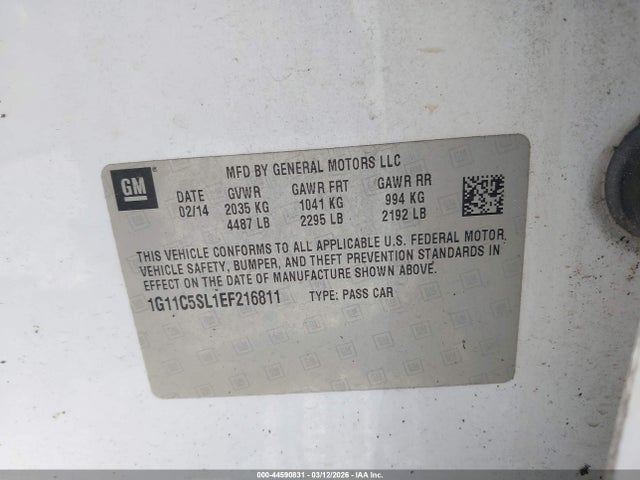 GM
MFD BY GENERAL MOTORS LLC
DATE GVWR GAWR FRT GAWR RR
02/14 2035 KG 1041 KG 994 KG
4487 LB 2295 LB 2192 LB
THIS VEHICLE CONFORMS TO ALL APPLICABLE U.S. FEDERAL MOTOR
VEHICLE SAFETY, BUMPER, AND THEFT PREVENTION STANDARDS IN
EFFECT ON THE DATE OF MANUFACTURE SHOWN ABOVE.
1G11C5SL1EF216811 TYPE: PASS CAR
000-44590831 - 03/12/2026 - IAA Inc.